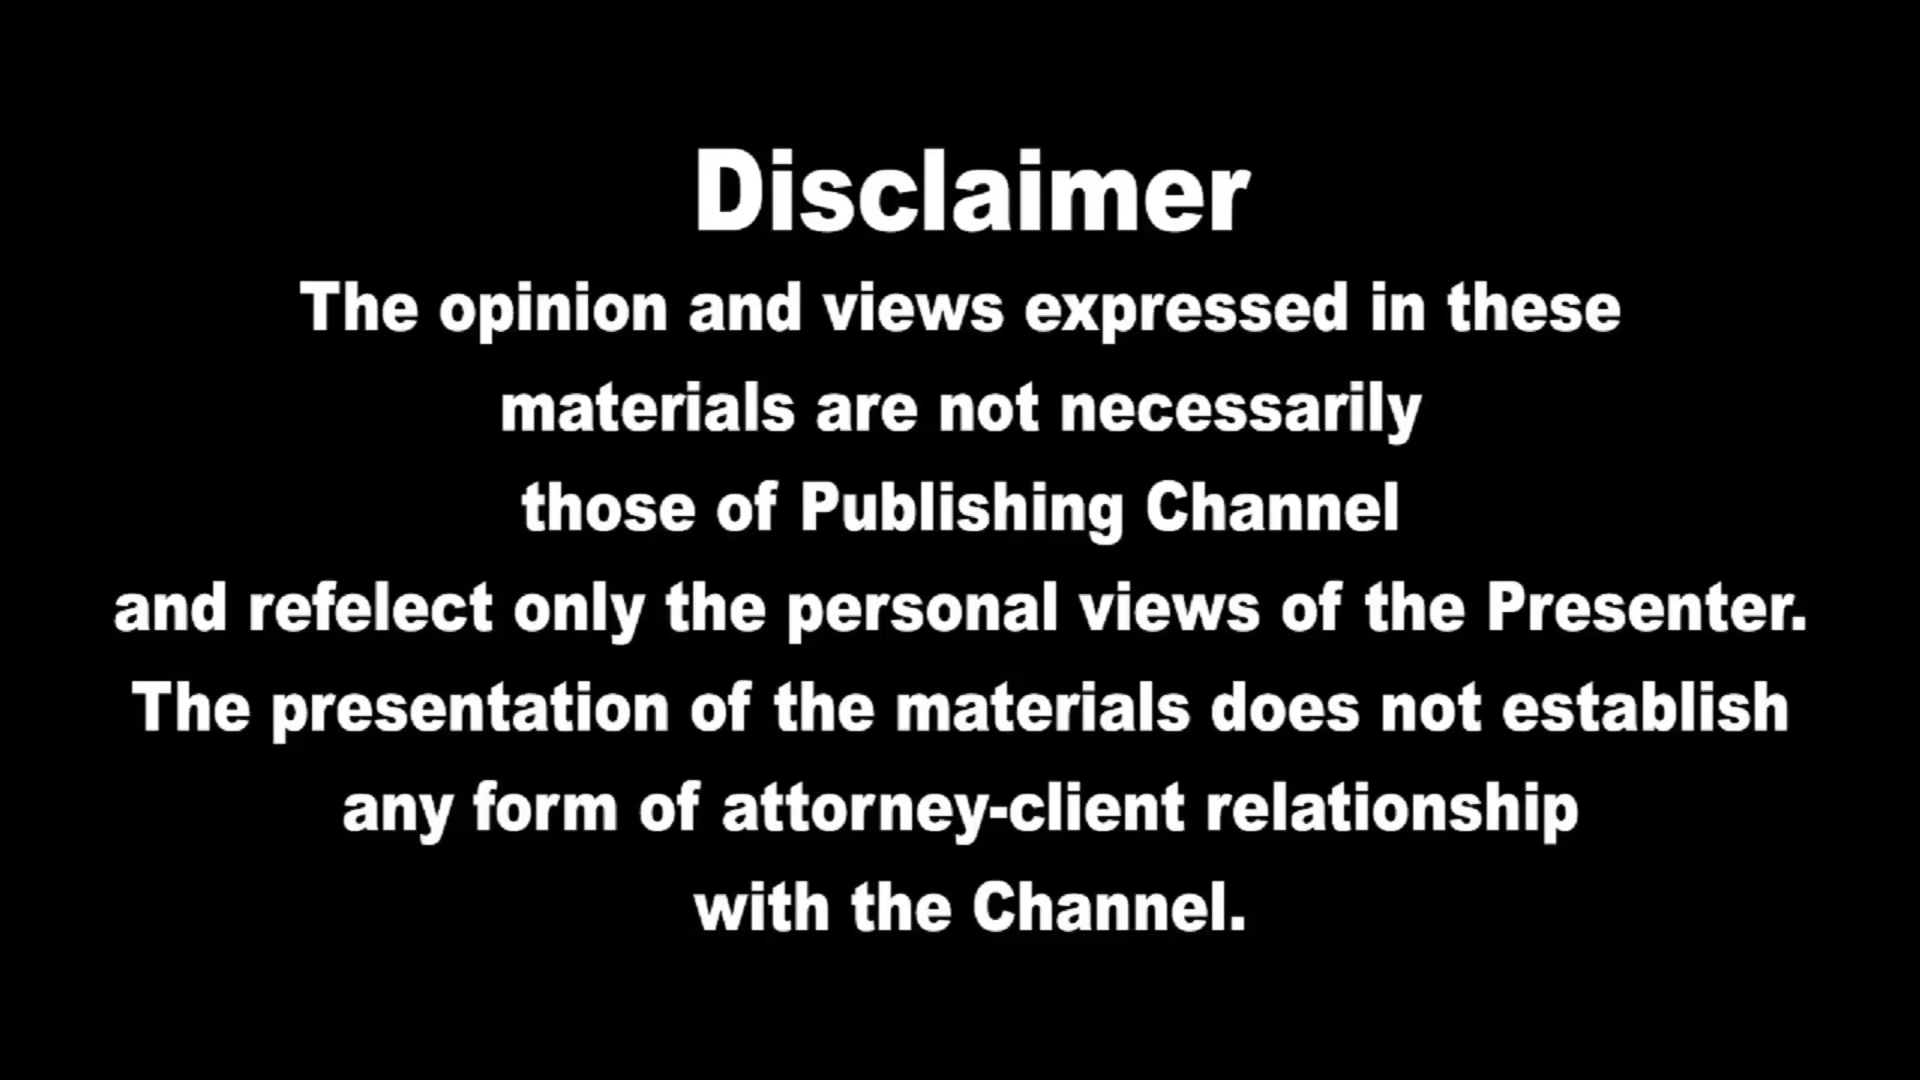 Disclaimer
The opinion and views expressed in these
materials are not necessarily
those of Publishing Channel
and refelect only the personal views of the Presenter.
The presentation of the materials does not establish
any form of attorney-client relationship
with the Channel.